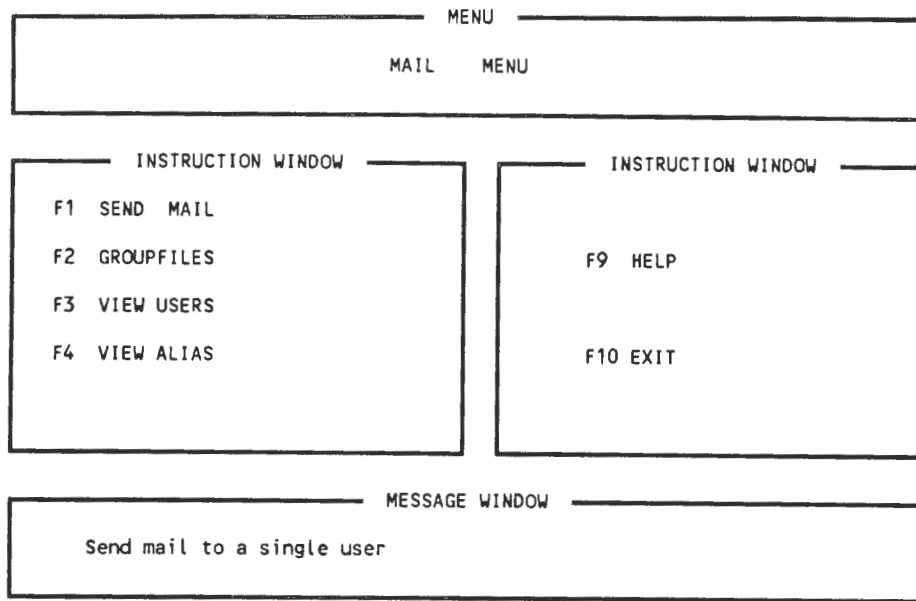 MENU
MAIL MENU
INSTRUCTION WINDOW
F1 SEND MAIL
F2 GROUPFILES
F3 VIEW USERS
F4 VIEW ALIAS
INSTRUCTION WINDOW
F9 HELP
F10 EXIT
MESSAGE WINDOW
Send mail to a single user